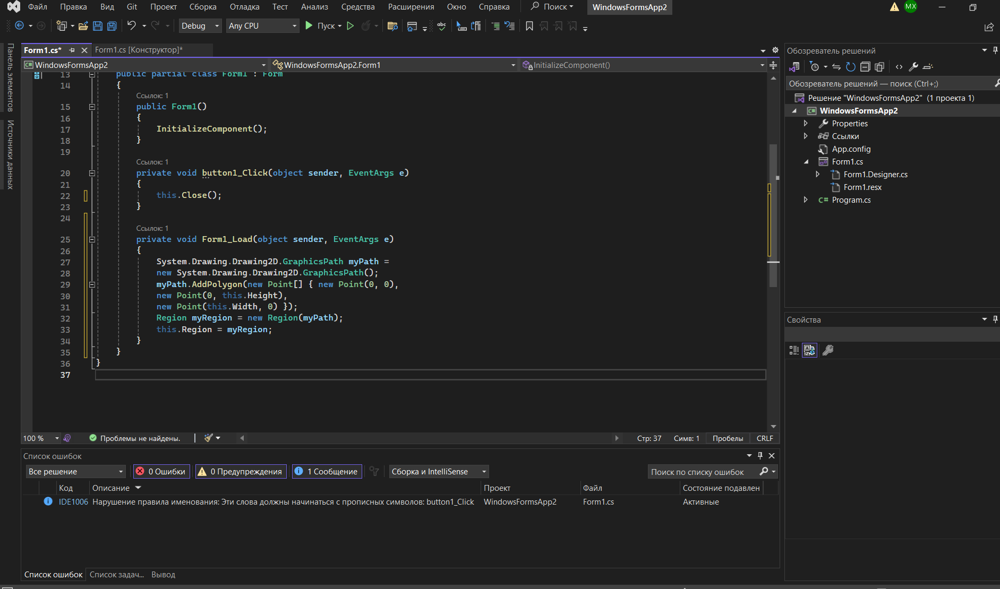 Файл Правка Вид Git Проект Сборка Отладка Тест Анализ Средства Расширения Окно Справка Поиск WindowsFormsApp2 MX
Debug Any CPU Пуск abc
Панель элементов
Источники данных
Form1.cs* Form1.cs [Конструктор]*
C# WindowsFormsApp2 WindowsFormsApp2.Form1 InitializeComponent()
13 public partial class Form1 : Form
14 {
Ссылок: 1
15 public Form1()
16 {
17 InitializeComponent();
18 }
19
Ссылок: 1
20 private void button1_Click(object sender, EventArgs e)
21 {
22 this.Close();
23 }
24
Ссылок: 1
25 private void Form1_Load(object sender, EventArgs e)
26 {
27 System.Drawing.Drawing2D.GraphicsPath myPath =
28 new System.Drawing.Drawing2D.GraphicsPath();
29 myPath.AddPolygon(new Point[] { new Point(0, 0),
30 new Point(0, this.Height),
31 new Point(this.Width, 0) });
32 Region myRegion = new Region(myPath);
33 this.Region = myRegion;
34 }
35 }
36 }
37
100 % Проблемы не найдены. Стр: 37 Симв: 1 Пробелы CRLF
Список ошибок
Все решение 0 Ошибки 0 Предупреждения 1 Сообщение Сборка и IntelliSense Поиск по списку ошибок
Код Описание Проект Файл Состояние подавлен
IDE1006 Нарушение правила именования: Эти слова должны начинаться с прописных символов: button1_Click WindowsFormsApp2 Form1.cs Активные
Список ошибок Список задач... Вывод
Обозреватель решений
Обозреватель решений — поиск (Ctrl+;)
Решение "WindowsFormsApp2" (1 проекта 1)
C# WindowsFormsApp2
Properties
Ссылки
App.config
Form1.cs
Form1.Designer.cs
Form1.resx
C# Program.cs
Свойства